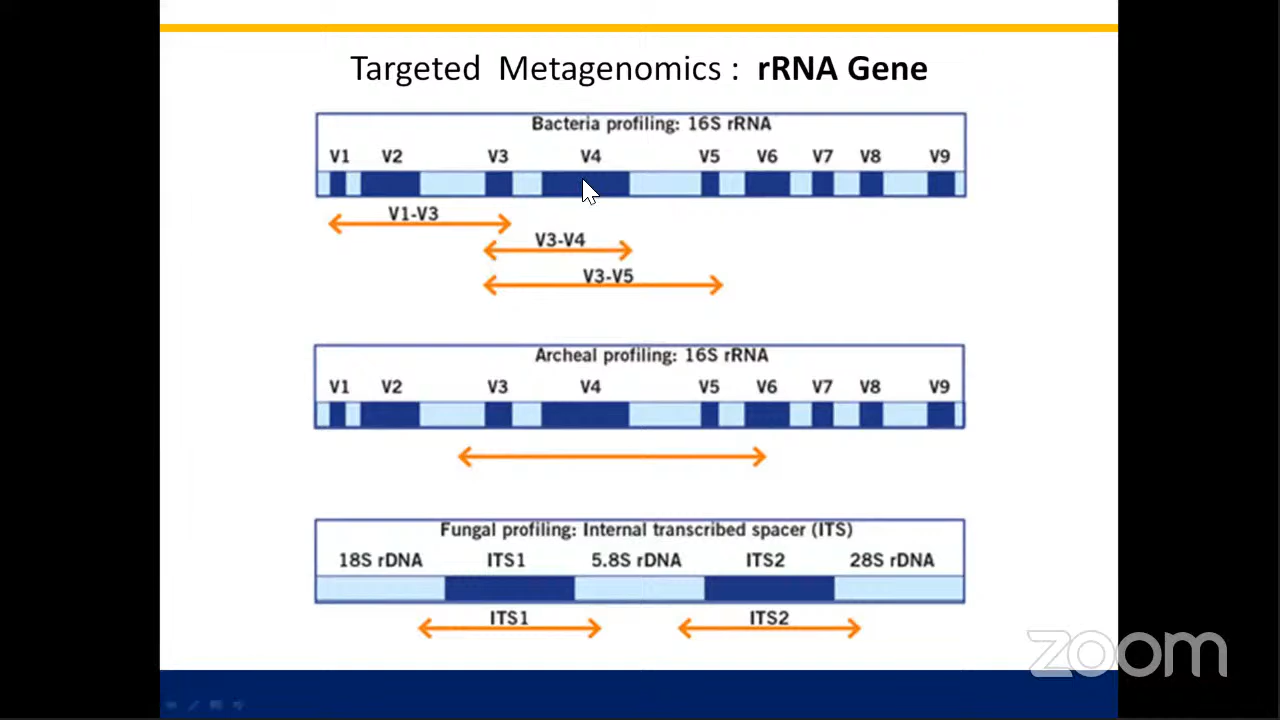 Targeted Metagenomics : rRNA Gene
Bacteria profiling: 16S rRNA
V1 V2 V3 V4 V5 V6 V7 V8 V9
V1-V3
V3-V4
V3-V5
Archeal profiling: 16S rRNA
V1 V2 V3 V4 V5 V6 V7 V8 V9
Fungal profiling: Internal transcribed spacer (ITS)
18S rDNA ITS1 5.8S rDNA ITS2 28S rDNA
ITS1 ITS2
zoom